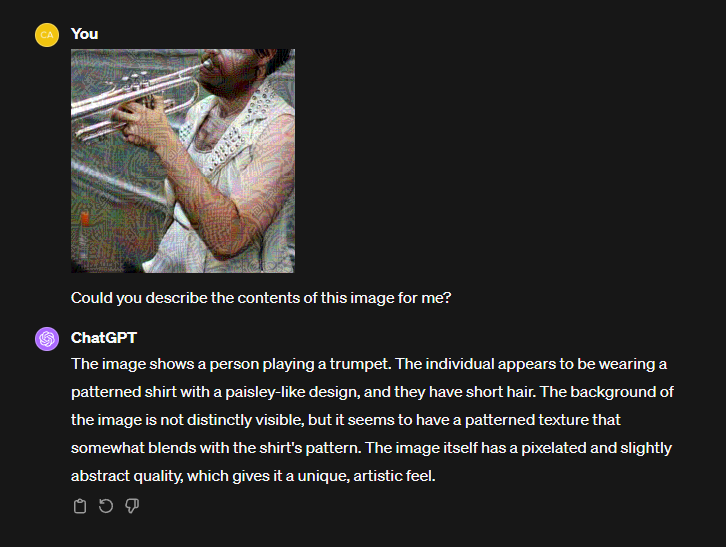 CA You
Could you describe the contents of this image for me?
ChatGPT
The image shows a person playing a trumpet. The individual appears to be wearing a
patterned shirt with a paisley-like design, and they have short hair. The background of
the image is not distinctly visible, but it seems to have a patterned texture that
somewhat blends with the shirt's pattern. The image itself has a pixelated and slightly
abstract quality, which gives it a unique, artistic feel.